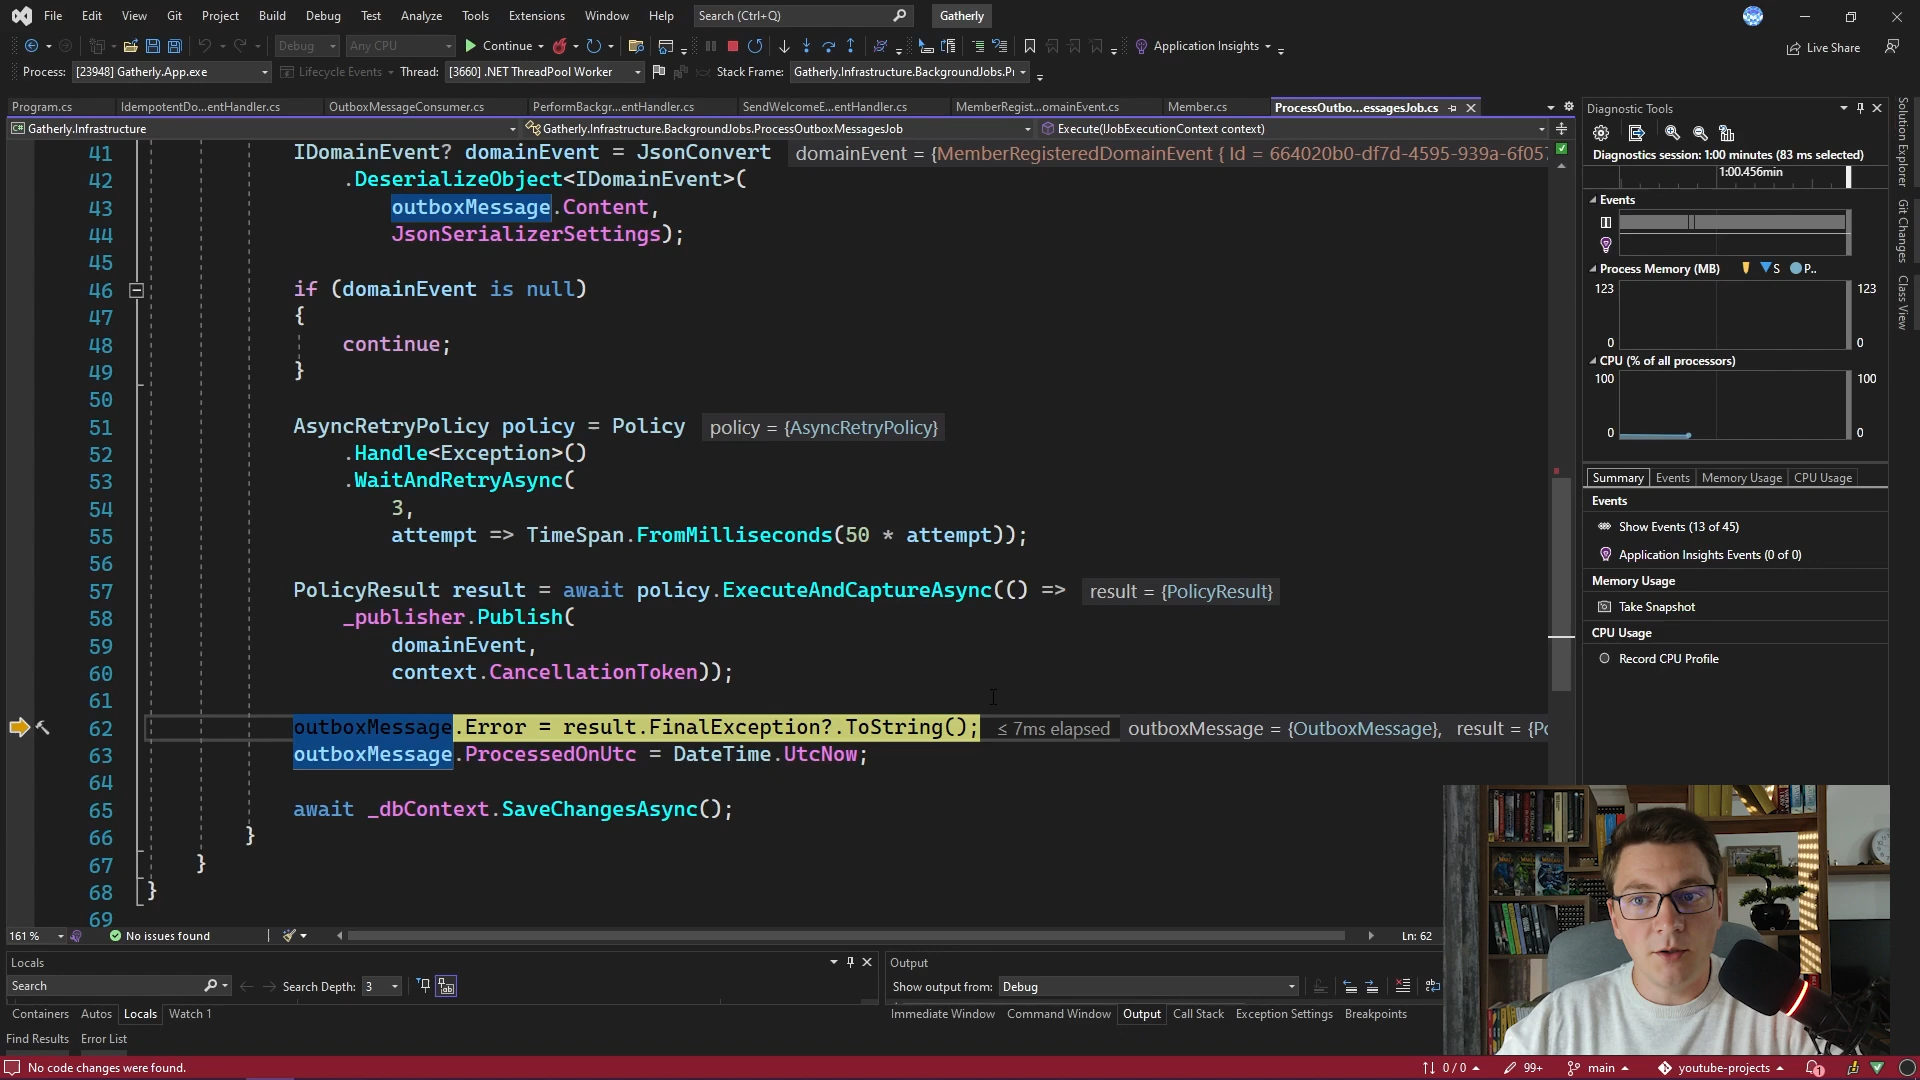 File Edit View Git Project Build Debug Test Analyze Tools Extensions Window Help Search (Ctrl+Q) Gatherly
Debug Any CPU Continue Application Insights Live Share
Process: [23948] Gatherly.App.exe Lifecycle Events Thread: [3660] .NET ThreadPool Worker Stack Frame: Gatherly.Infrastructure.BackgroundJobs.Pr
Program.cs IdempotentDo...entHandler.cs OutboxMessageConsumer.cs PerformBackgr...entHandler.cs SendWelcomeE...entHandler.cs MemberRegist...omainEvent.cs Member.cs ProcessOutbo...essagesJob.cs
Gatherly.Infrastructure Gatherly.Infrastructure.BackgroundJobs.ProcessOutboxMessagesJob Execute(IJobExecutionContext context)
41 IDomainEvent? domainEvent = JsonConvert domainEvent = {MemberRegisteredDomainEvent { Id = 664020b0-df7d-4595-939a-6f057
42 .DeserializeObject<IDomainEvent>(
43 outboxMessage.Content,
44 JsonSerializerSettings);
45
46 if (domainEvent is null)
47 {
48 continue;
49 }
50
51 AsyncRetryPolicy policy = Policy policy = {AsyncRetryPolicy}
52 .Handle<Exception>()
53 .WaitAndRetryAsync(
54 3,
55 attempt => TimeSpan.FromMilliseconds(50 * attempt));
56
57 PolicyResult result = await policy.ExecuteAndCaptureAsync(() => result = {PolicyResult}
58 _publisher.Publish(
59 domainEvent,
60 context.CancellationToken));
61
62 outboxMessage.Error = result.FinalException?.ToString(); ≤ 7ms elapsed outboxMessage = {OutboxMessage}, result = {Po
63 outboxMessage.ProcessedOnUtc = DateTime.UtcNow;
64
65 await _dbContext.SaveChangesAsync();
66 }
67 }
68 }
69
161 % No issues found Ln: 62
Diagnostic Tools
Diagnostics session: 1:00 minutes (83 ms selected)
1:00.456min
Events
Process Memory (MB) S P..
123 123
0 0
CPU (% of all processors)
100 100
0 0
Summary Events Memory Usage CPU Usage
Events
Show Events (13 of 45)
Application Insights Events (0 of 0)
Memory Usage
Take Snapshot
CPU Usage
Record CPU Profile
Solution Explorer
Git Changes
Class View
Locals
Search Search Depth: 3
Containers Autos Locals Watch 1
Output
Show output from: Debug
Immediate Window Command Window Output Call Stack Exception Settings Breakpoints
Find Results Error List
No code changes were found. 0 / 0 99+ main youtube-projects 1